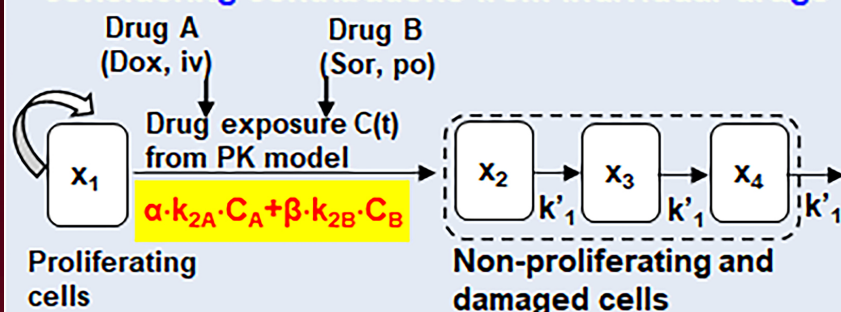 Drug A
(Dox, iv)
Drug B
(Sor, po)
Drug exposure C(t)
from PK model
x₁
α·k₂A·CA+β·k₂B·CB
x₂
k'₁
x₃
k'₁
x₄
k'₁
Proliferating
cells
Non-proliferating and
damaged cells